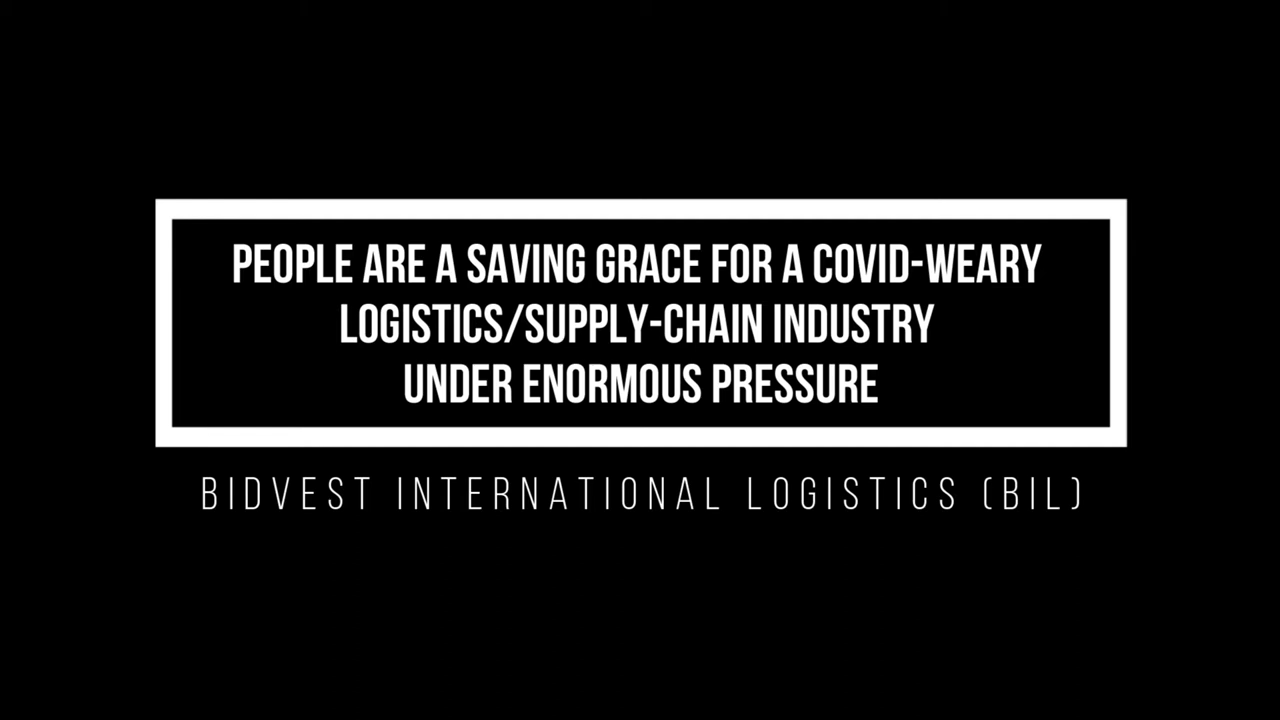 PEOPLE ARE A SAVING GRACE FOR A COVID-WEARY
LOGISTICS/SUPPLY-CHAIN INDUSTRY
UNDER ENORMOUS PRESSURE
BIDVEST INTERNATIONAL LOGISTICS (BIL)